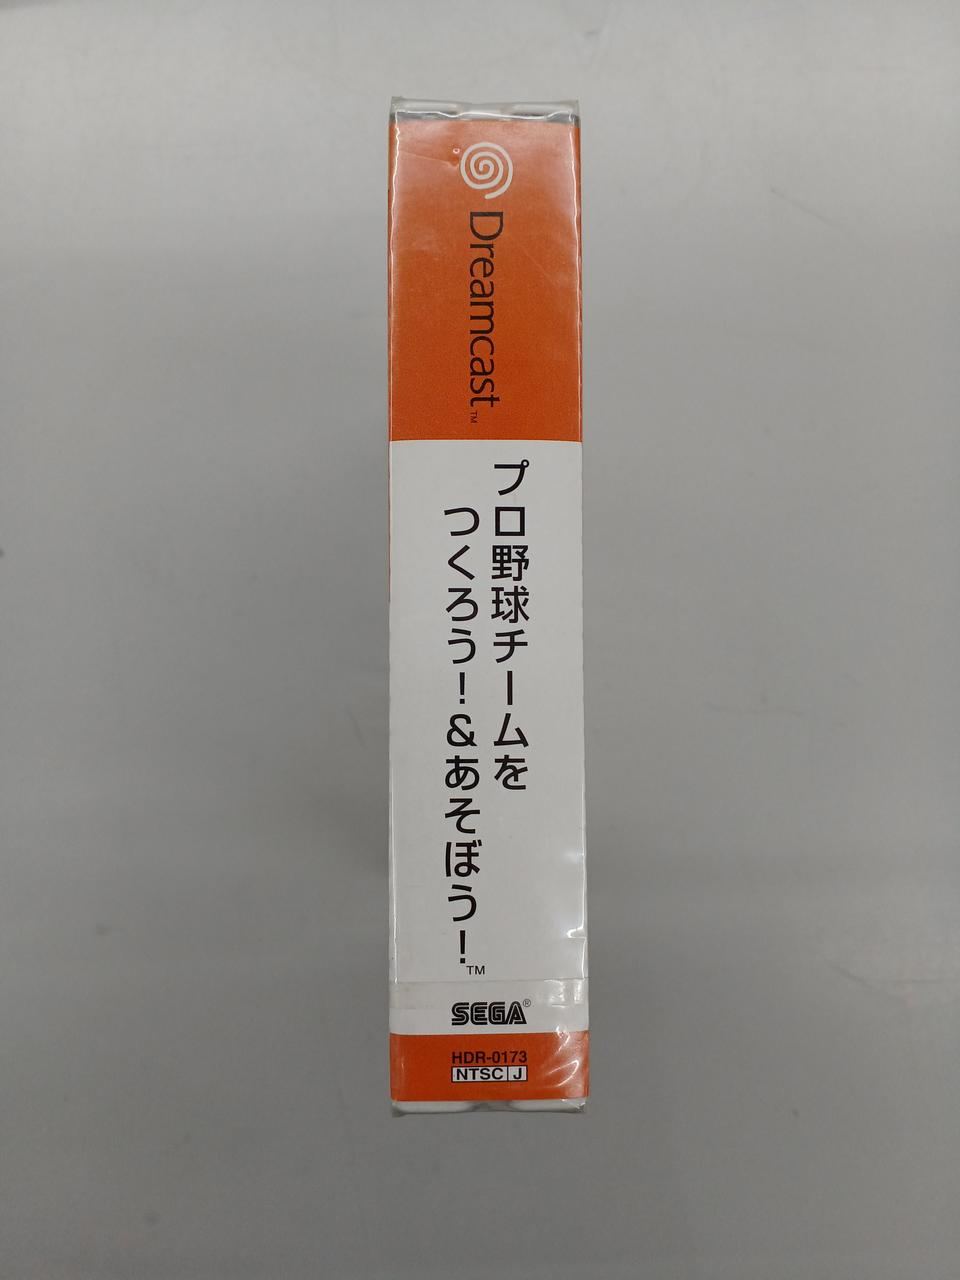 Dreamcast™
プロ野球チームを
つくろう!&あそぼう!™
SEGA®
HDR-0173
NTSC J